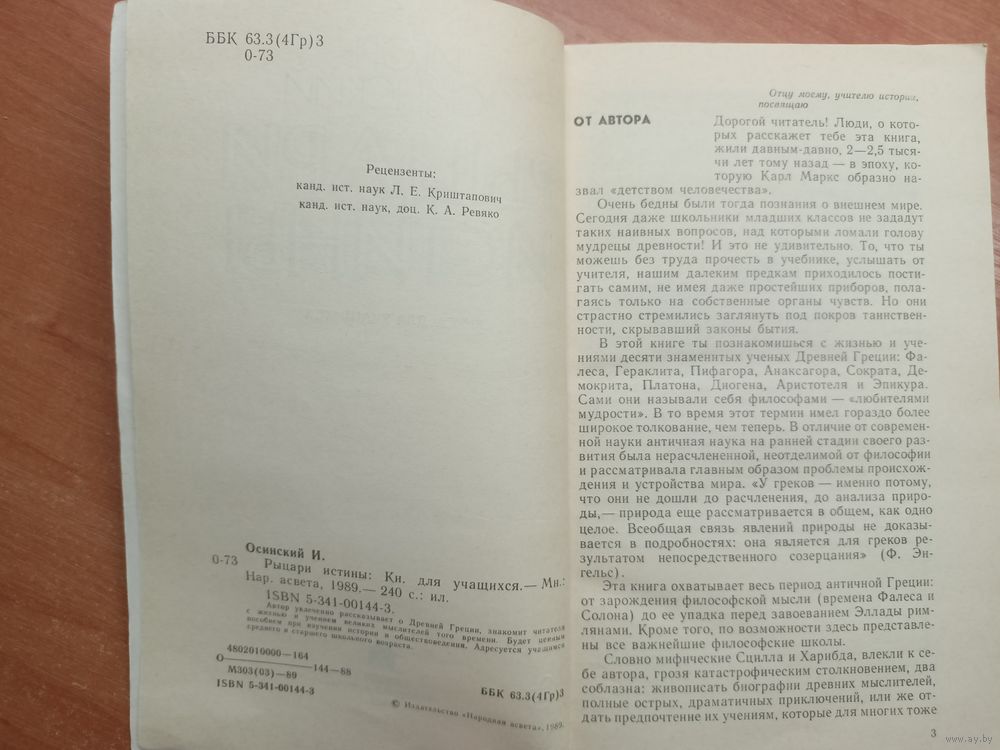 ББК 63.3(4Гр)3
О-73
Рецензенты:
канд. ист. наук Л. Е. Криштапович
канд. ист. наук, доц. К. А. Ревяко
Осинский И.
О-73 Рыцари истины: Кн. для учащихся.— Мн.:
Нар. асвета, 1989.— 240 с.: ил.
ISBN 5-341-00144-3.
Автор увлеченно рассказывает о Древней Греции, знакомит читателя
с жизнью и учением великих мыслителей того времени. Будет ценным
пособием при изучении истории и обществоведения. Адресуется учащимся
среднего и старшего школьного возраста.
О 4802010000—164
М303(03)—89 —144—88
ISBN 5-341-00144-3
ББК 63.3(4Гр)3
© Издательство «Народная асвета», 1989.
Отцу моему, учителю истории,
посвящаю
ОТ АВТОРА
Дорогой читатель! Люди, о кото-
рых расскажет тебе эта книга,
жили давным-давно, 2—2,5 тыся-
чи лет тому назад — в эпоху, ко-
торую Карл Маркс образно на-
звал «детством человечества».
Очень бедны были тогда познания о внешнем мире.
Сегодня даже школьники младших классов не зададут
таких наивных вопросов, над которыми ломали голову
мудрецы древности! И это не удивительно. То, что ты
можешь без труда прочесть в учебнике, услышать от
учителя, нашим далеким предкам приходилось пости-
гать самим, не имея даже простейших приборов, пола-
гаясь только на собственные органы чувств. Но они
страстно стремились заглянуть под покров таинствен-
ности, скрывавший законы бытия.
В этой книге ты познакомишься с жизнью и уче-
ниями десяти знаменитых ученых Древней Греции: Фа-
леса, Гераклита, Пифагора, Анаксагора, Сократа, Де-
мокрита, Платона, Диогена, Аристотеля и Эпикура.
Сами они называли себя философами — «любителями
мудрости». В то время этот термин имел гораздо более
широкое толкование, чем теперь. В отличие от современ-
ной науки античная наука на ранней стадии своего раз-
вития была нерасчлененной, неотделимой от философии
и рассматривала главным образом проблемы происхож-
дения и устройства мира. «У греков — именно потому,
что они не дошли до расчленения, до анализа приро-
ды,— природа еще рассматривается в общем, как одно
целое. Всеобщая связь явлений природы не доказы-
вается в подробностях: она является для греков ре-
зультатом непосредственного созерцания» (Ф. Эн-
гельс).
Эта книга охватывает весь период античной Греции:
от зарождения философской мысли (времена Фалеса и
Солона) до ее упадка перед завоеванием Эллады рим-
лянами. Кроме того, по возможности здесь представле-
ны все важнейшие философские школы.
Словно мифические Сцилла и Харибда, влекли к се-
бе автора, грозя катастрофическим столкновением, два
соблазна: живописать биографии древних мыслителей,
полные острых, драматичных приключений, или же от-
дать предпочтение их учениям, которые для многих тоже
3
www.ay.by